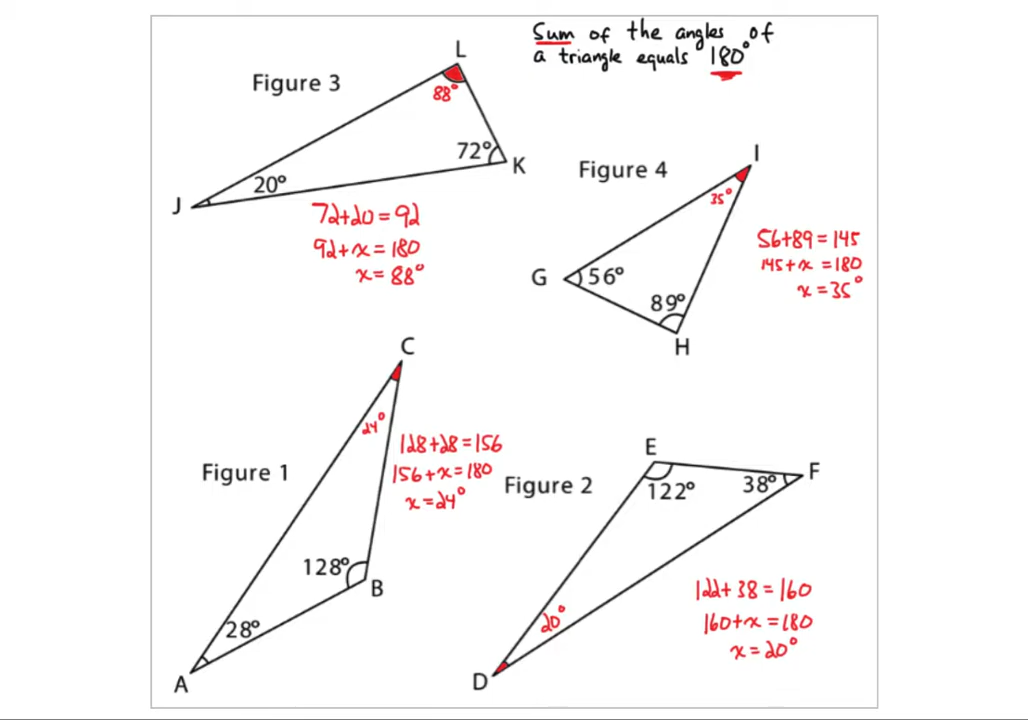 Sum of the angles of
a triangle equals 180°
Figure 3
L
88°
72°
K
20°
J
72+20=92
92+x=180
x=88°
Figure 4
I
35°
G
56°
89°
H
56+89=145
145+x=180
x=35°
C
24°
Figure 1
128+28=156
156+x=180
x=24°
128°
B
28°
A
Figure 2
E
F
122°
38°
20°
D
122+38=160
160+x=180
x=20°